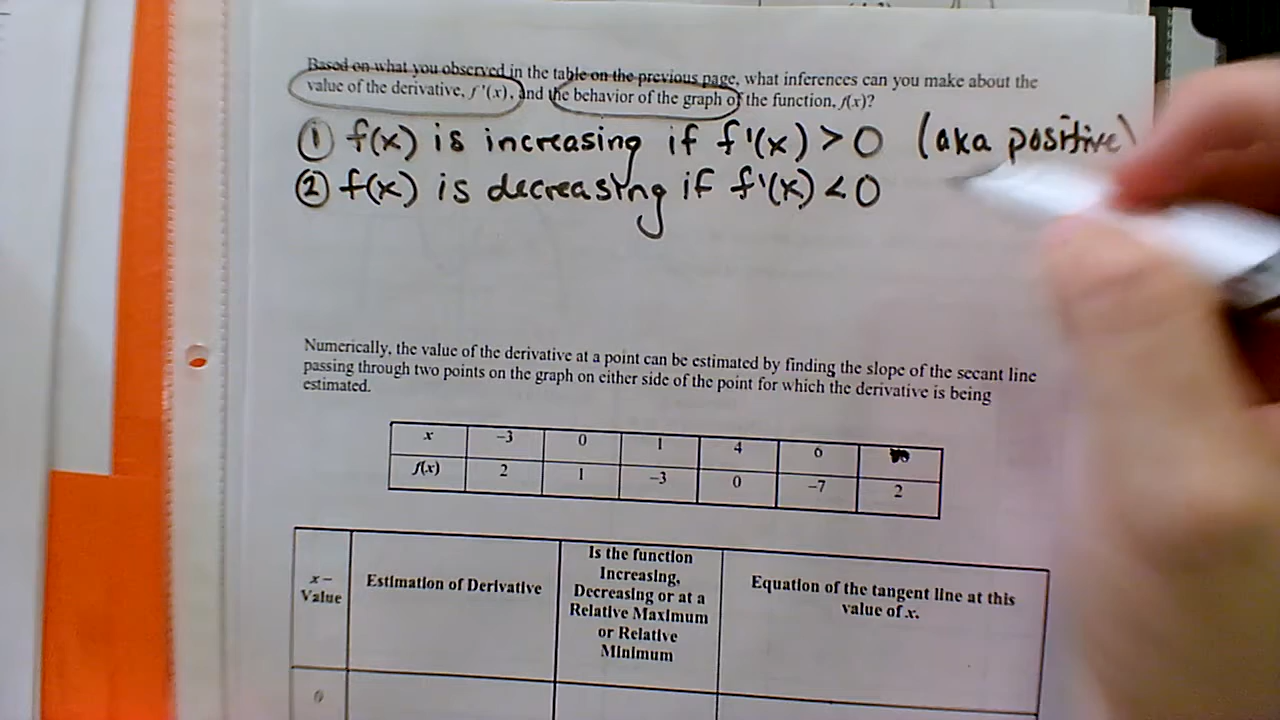 Based on what you observed in the table on the previous page, what inferences can you make about the
value of the derivative, f '(x), and the behavior of the graph of the function, f(x)?
① f(x) is increasing if f'(x) > 0 (aka positive)
② f(x) is decreasing if f'(x) < 0
Numerically, the value of the derivative at a point can be estimated by finding the slope of the secant line
passing through two points on the graph on either side of the point for which the derivative is being
estimated.
x −3 0 1 4 6
f(x) 2 1 −3 0 −7 2
x –
Value
Estimation of Derivative
Is the function
Increasing,
Decreasing or at a
Relative Maximum
or Relative
Minimum
Equation of the tangent line at this
value of x.
0